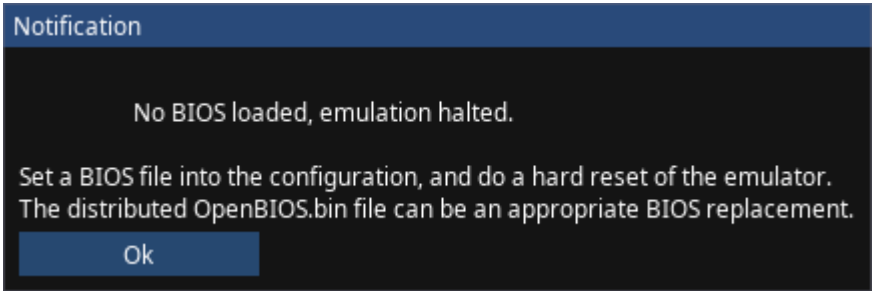 Notification
No BIOS loaded, emulation halted.
Set a BIOS file into the configuration, and do a hard reset of the emulator.
The distributed OpenBIOS.bin file can be an appropriate BIOS replacement.
Ok